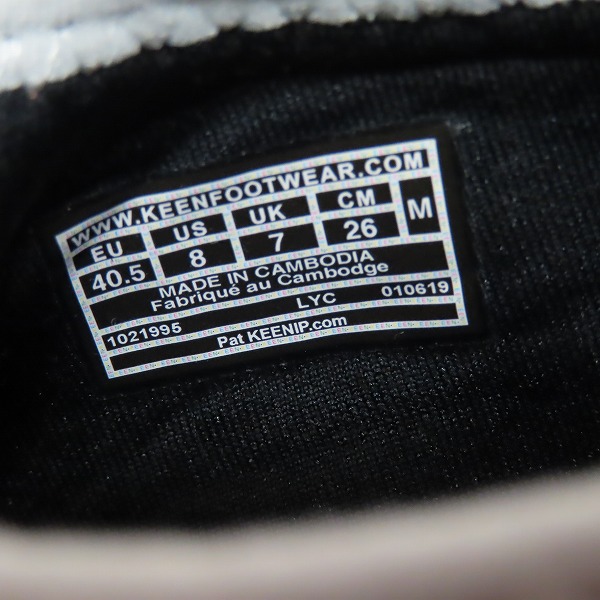 WWW.KEENFOOTWEAR.COM
EU US UK CM M
40.5 8 7 26
MADE IN CAMBODIA
Fabriqué au Cambodge
1021995 LYC 010619
Pat KEENIP.com